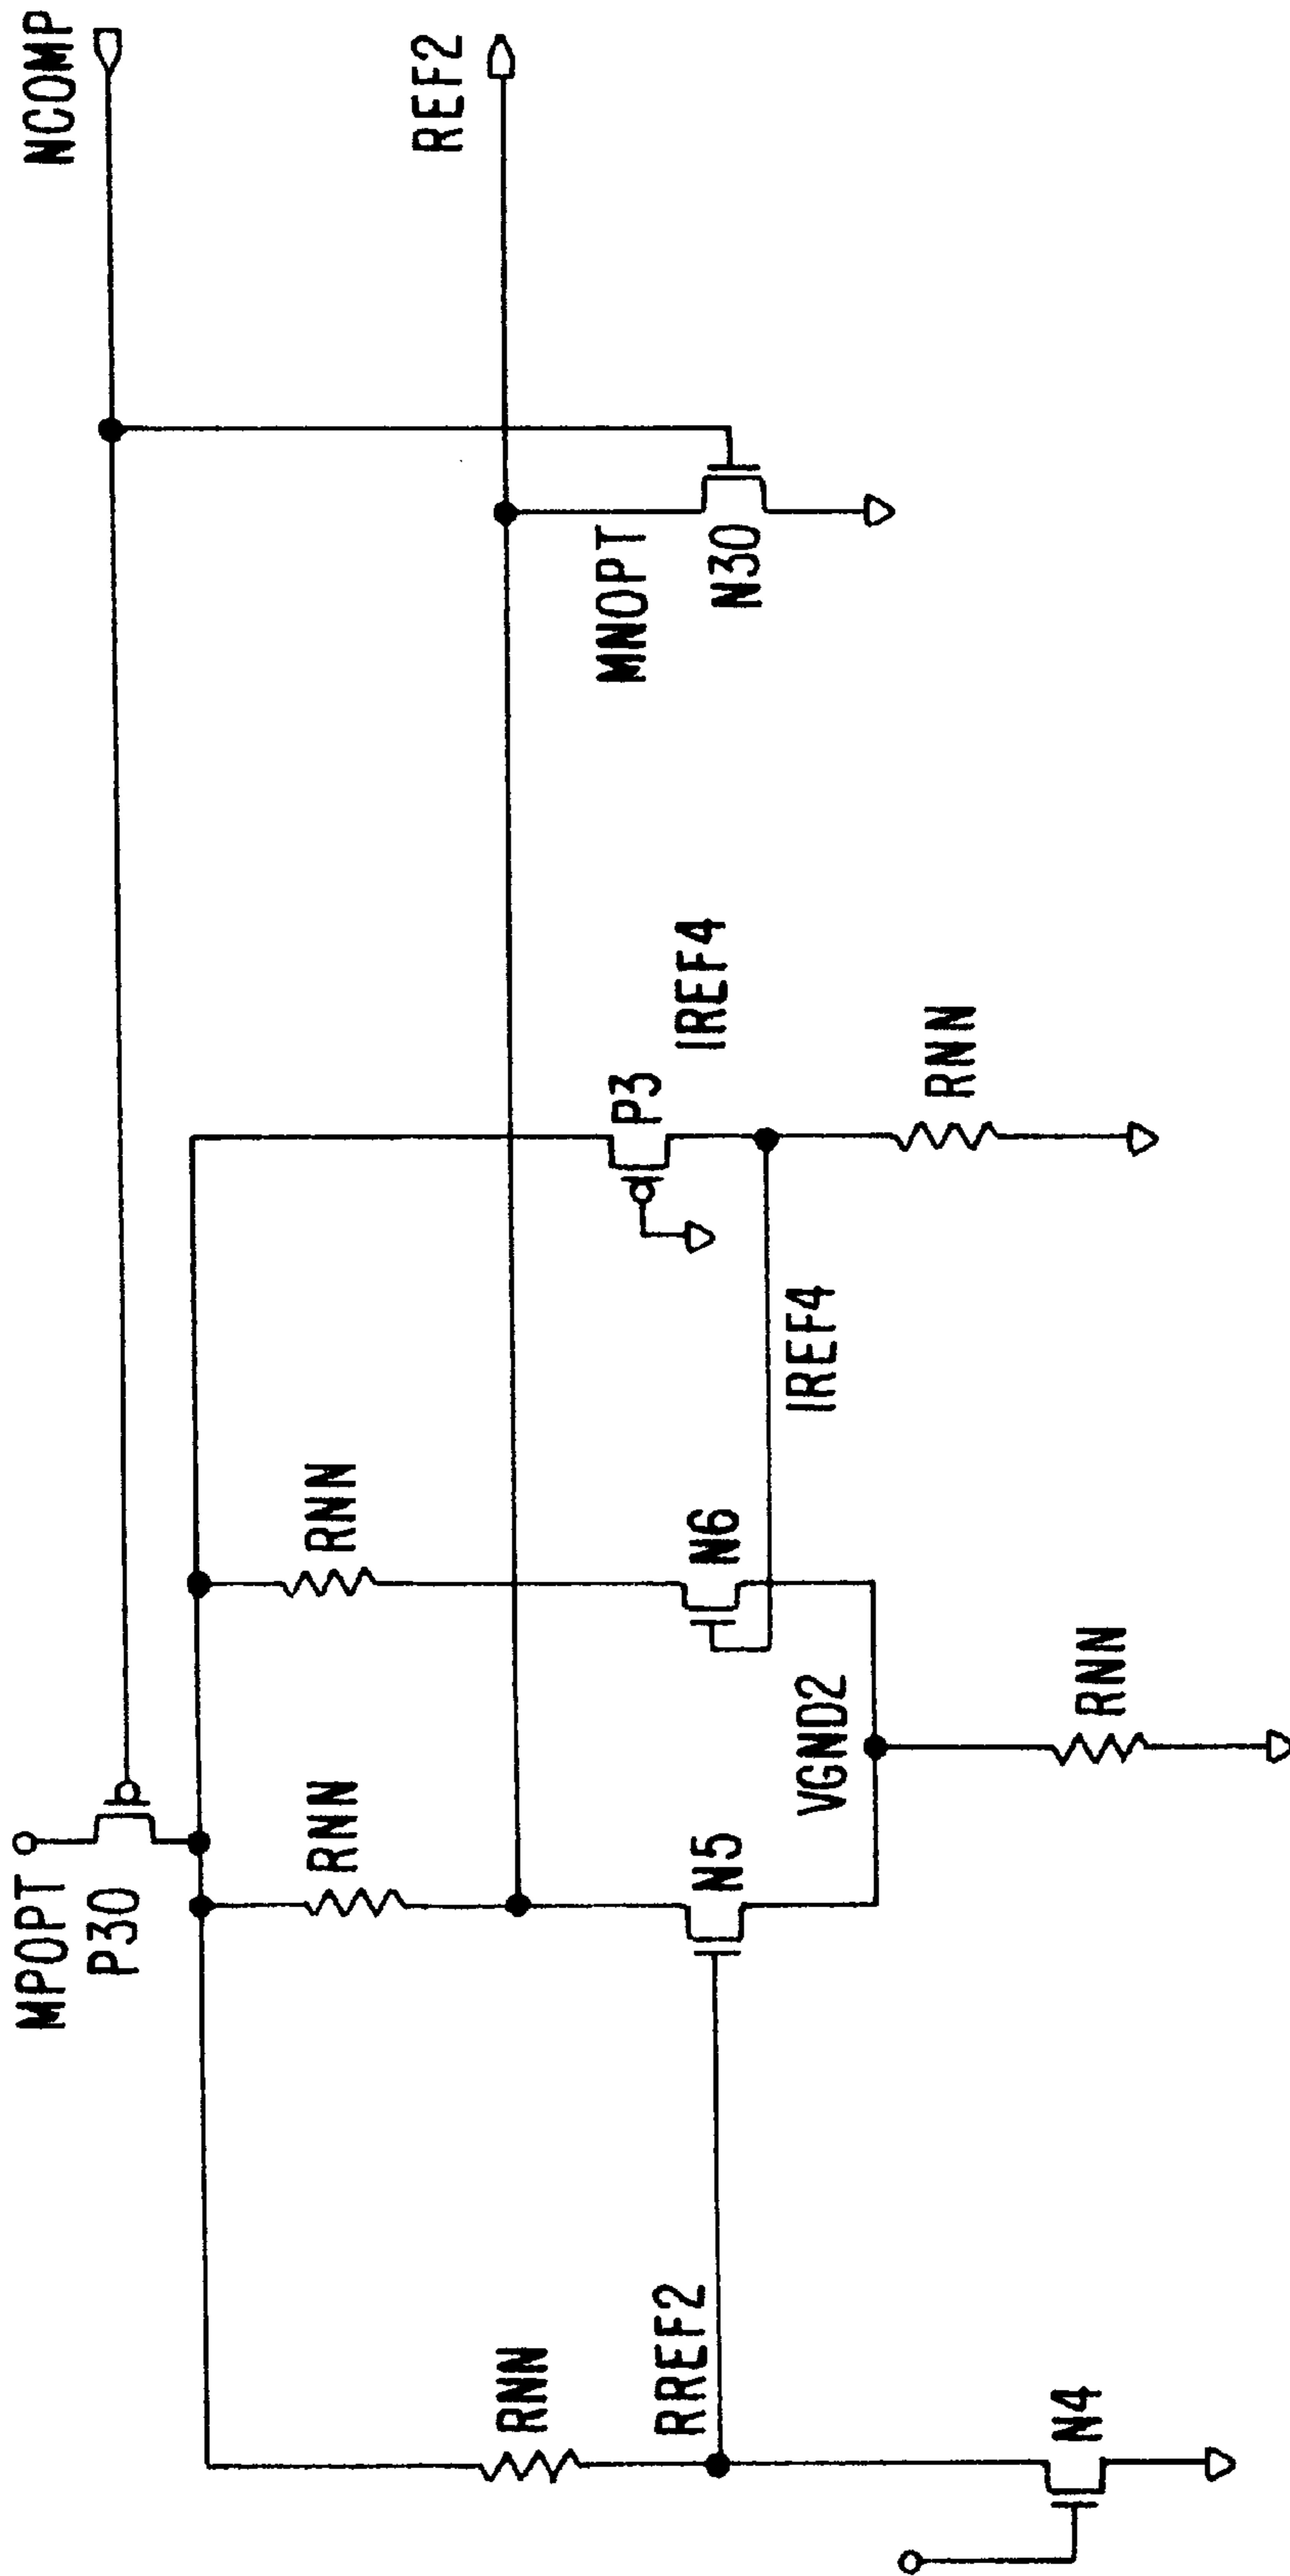 MPOPT
P30
NCOMP
RNN
RNN
REF2
RNN
RREF2
N5
N6
P3
IREF4
MNOPT
N30
VGND2
IREF4
RNN
N4
RNN